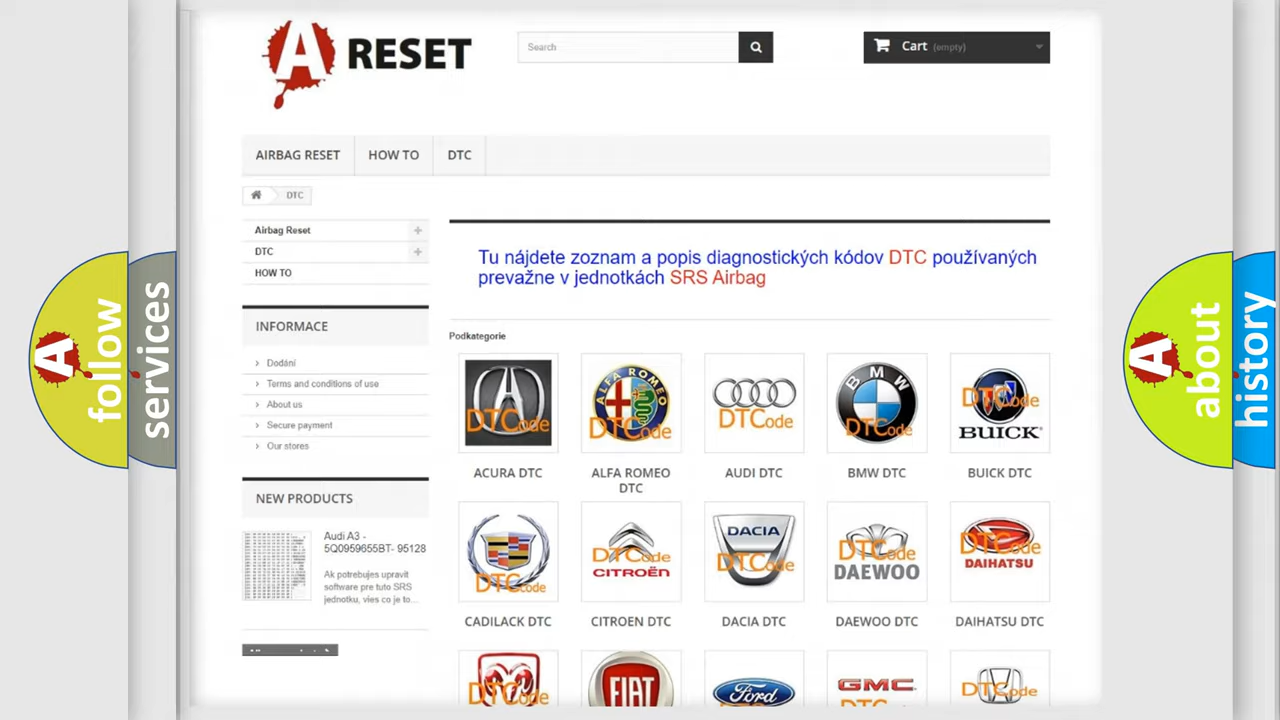 A RESET
Search
Cart (empty)
AIRBAG RESET
HOW TO
DTC
DTC
Airbag Reset
DTC
HOW TO
Tu nájdete zoznam a popis diagnostických kódov DTC používaných
prevažne v jednotkách SRS Airbag
INFORMACE
Dodání
Terms and conditions of use
About us
Secure payment
Our stores
NEW PRODUCTS
Audi A3 -
5Q0959655BT- 95128
Ak potrebujes upravit
software pre tuto SRS
jednotku, vies co je to...
Podkategorie
DTCode
ALFA ROMEO
DTCode
DTCode
BMW
DTCode
DTCode
BUICK
ACURA DTC
ALFA ROMEO
DTC
AUDI DTC
BMW DTC
BUICK DTC
DTCode
DTCode
CITROËN
DACIA
DTCode
DTCode
DAEWOO
DTCode
DAIHATSU
CADILACK DTC
CITROEN DTC
DACIA DTC
DAEWOO DTC
DAIHATSU DTC
DTCode
FIAT
Ford
GMC
DTCode
A follow
services
A about
history